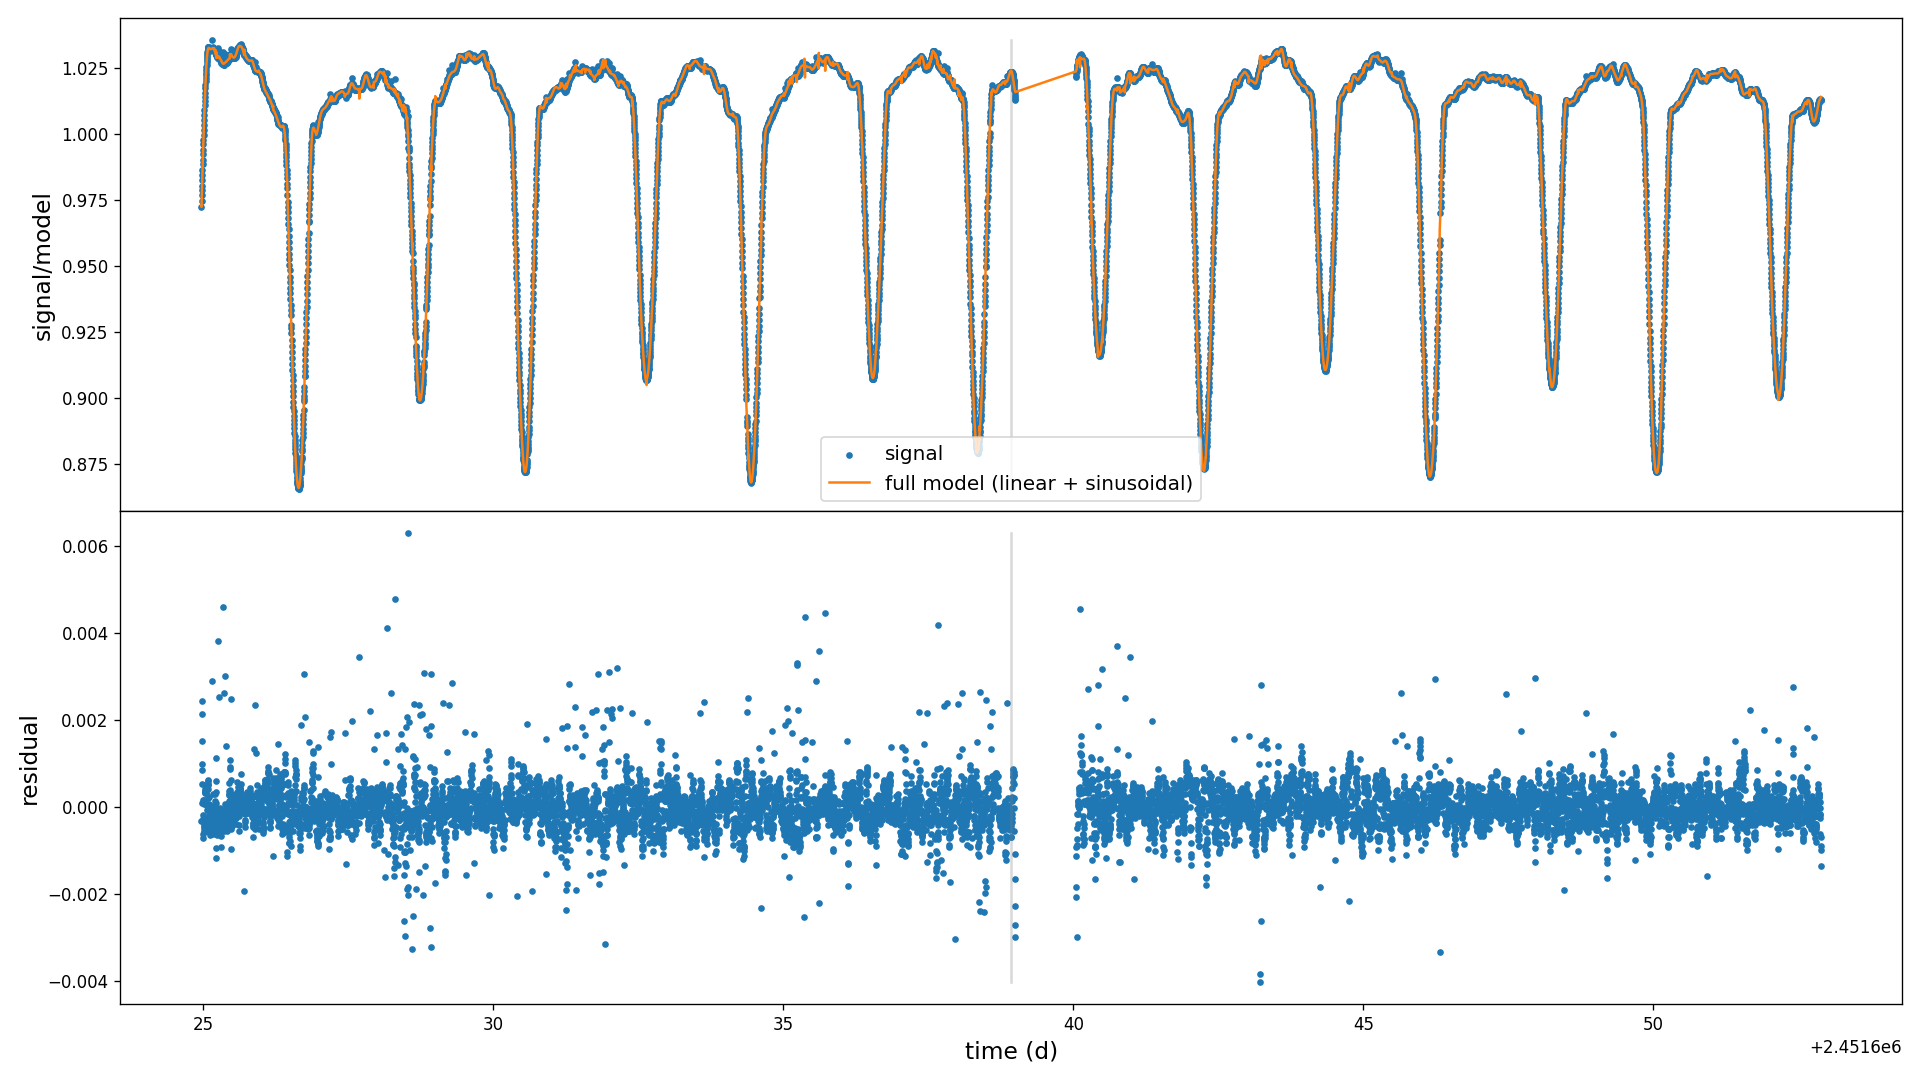 1.025
1.000
0.975
0.950
0.925
0.900
0.875
signal/model
signal
full model (linear + sinusoidal)
0.006
0.004
0.002
0.000
−0.002
−0.004
residual
25 30 35 40 45 50
time (d)
+2.4516e6